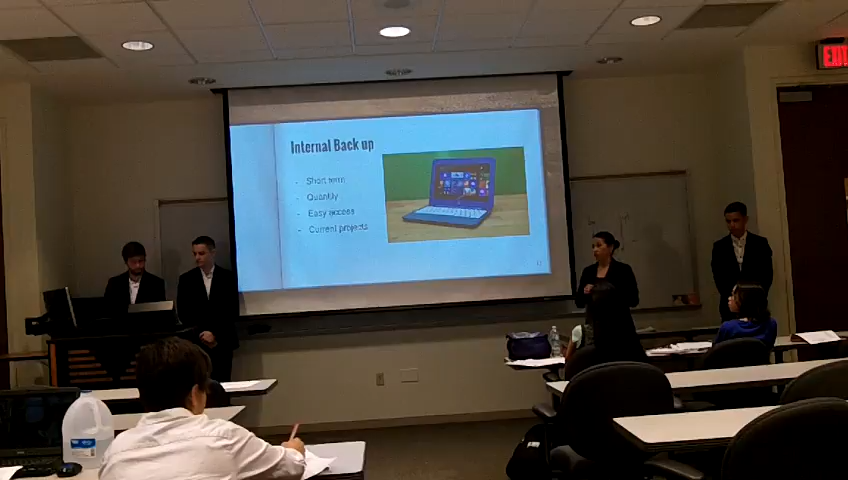 EXIT
Internal Back up
- Short term
- Quantity
- Easy access
- Current projects